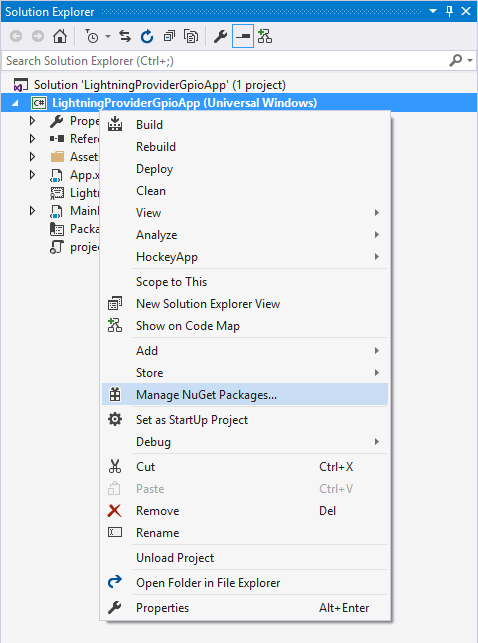 Solution Explorer
Search Solution Explorer (Ctrl+;)
Solution 'LightningProviderGpioApp' (1 project)
C# LightningProviderGpioApp (Universal Windows)
Prope
Refere
Assets
App.x
Lightn
MainP
Packa
projec
Build
Rebuild
Deploy
Clean
View
Analyze
HockeyApp
Scope to This
New Solution Explorer View
Show on Code Map
Add
Store
Manage NuGet Packages...
Set as StartUp Project
Debug
Cut Ctrl+X
Paste Ctrl+V
Remove Del
Rename
Unload Project
Open Folder in File Explorer
Properties Alt+Enter